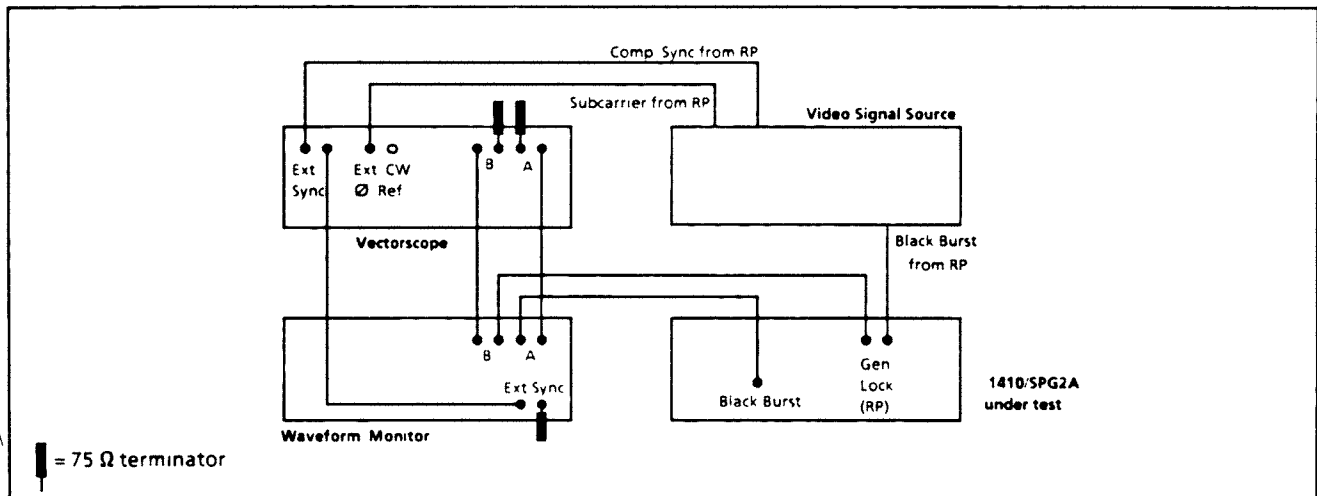 Comp Sync from RP
Subcarrier from RP
Video Signal Source
B
A
Ext
Sync
Ext CW
Ø Ref
Vectorscope
Black Burst
from RP
B
A
Ext Sync
Waveform Monitor
Black Burst
Gen
Lock
(RP)
1410/SPG2A
under test
= 75 Ω terminator